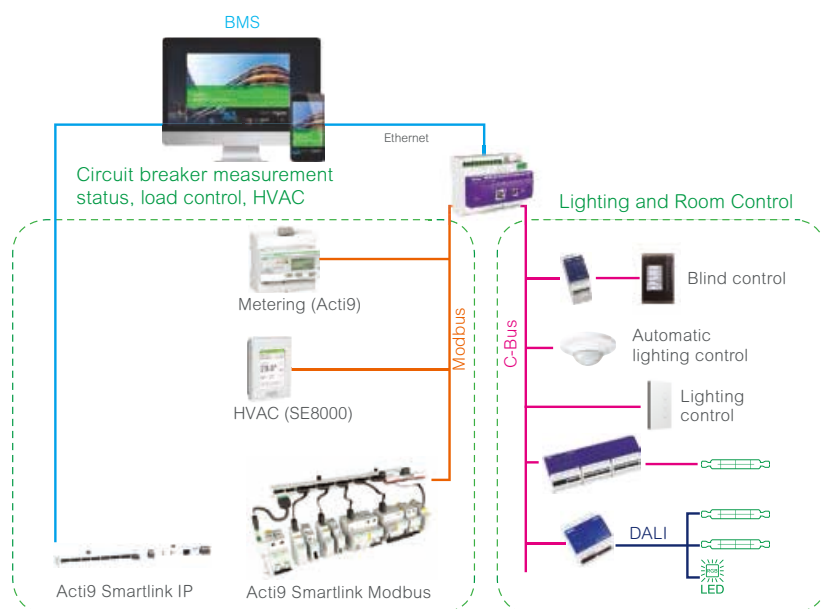 BMS
Ethernet
Circuit breaker measurement
status, load control, HVAC
Lighting and Room Control
Metering (Acti9)
Modbus
C-Bus
Blind control
Automatic
lighting control
HVAC (SE8000)
Lighting
control
DALI
LED
Acti9 Smartlink IP
Acti9 Smartlink Modbus